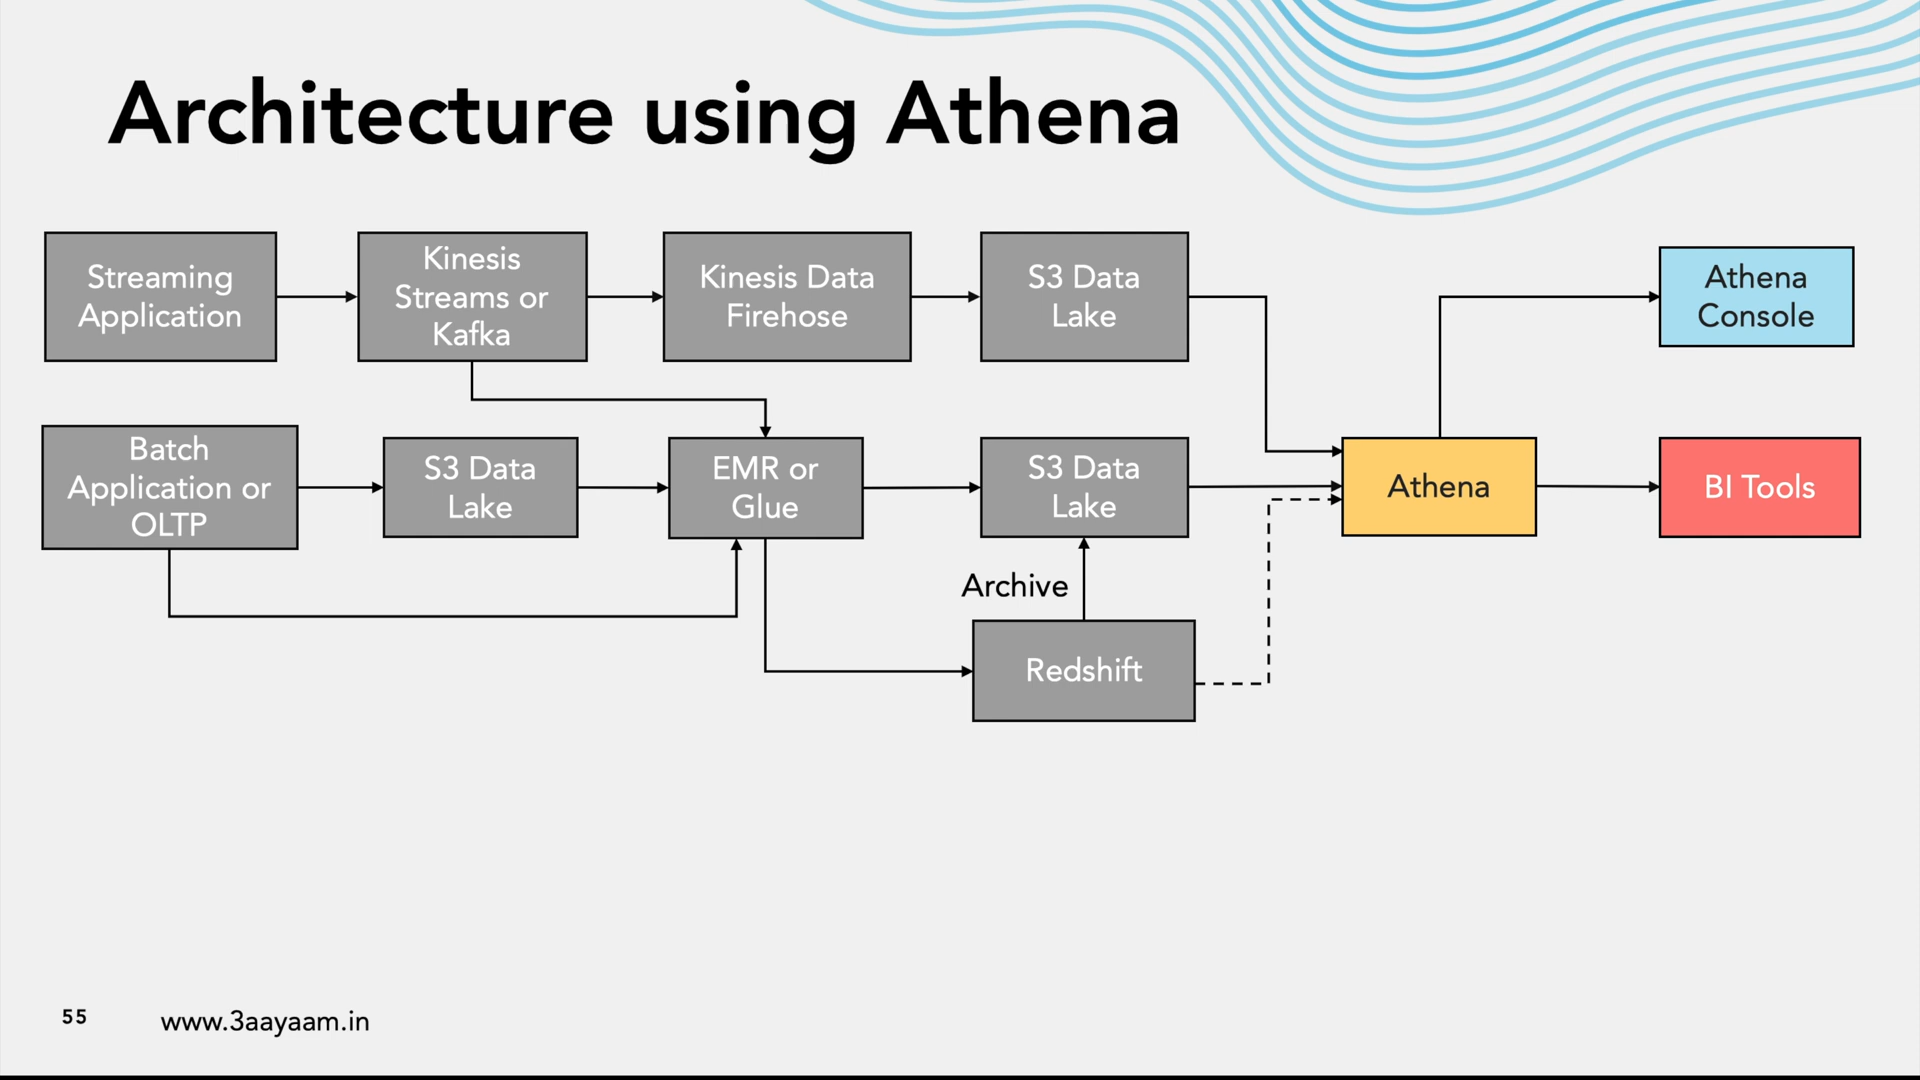 Architecture using Athena
Streaming
Application
Kinesis
Streams or
Kafka
Kinesis Data
Firehose
S3 Data
Lake
Athena
Console
Batch
Application or
OLTP
S3 Data
Lake
EMR or
Glue
S3 Data
Lake
Athena
BI Tools
Archive
Redshift
55
www.3aayaam.in